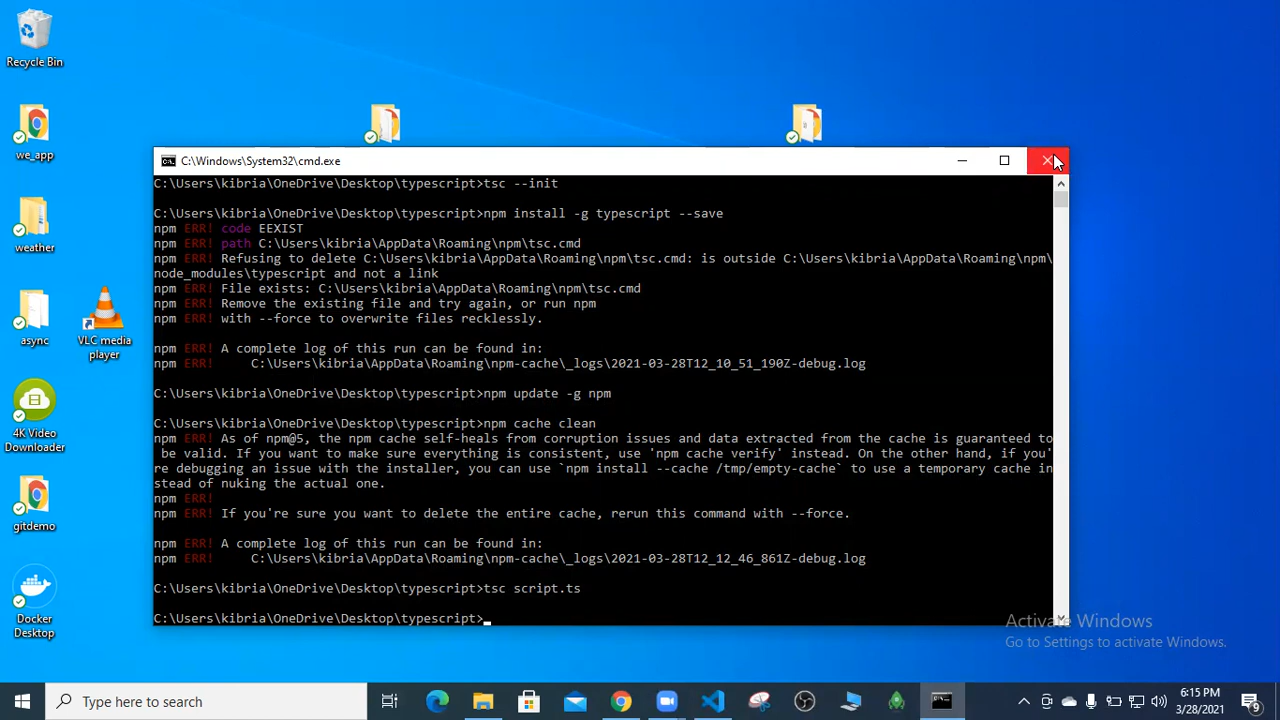 Recycle Bin
we_app
weather
async
VLC media
player
4K Video
Downloader
gitdemo
Docker
Desktop
C:\Windows\System32\cmd.exe
C:\Users\kibria\OneDrive\Desktop\typescript>tsc --init
C:\Users\kibria\OneDrive\Desktop\typescript>npm install -g typescript --save
npm ERR! code EEXIST
npm ERR! path C:\Users\kibria\AppData\Roaming\npm\tsc.cmd
npm ERR! Refusing to delete C:\Users\kibria\AppData\Roaming\npm\tsc.cmd: is outside C:\Users\kibria\AppData\Roaming\npm\
node_modules\typescript and not a link
npm ERR! File exists: C:\Users\kibria\AppData\Roaming\npm\tsc.cmd
npm ERR! Remove the existing file and try again, or run npm
npm ERR! with --force to overwrite files recklessly.
npm ERR! A complete log of this run can be found in:
npm ERR!     C:\Users\kibria\AppData\Roaming\npm-cache\_logs\2021-03-28T12_10_51_190Z-debug.log
C:\Users\kibria\OneDrive\Desktop\typescript>npm update -g npm
C:\Users\kibria\OneDrive\Desktop\typescript>npm cache clean
npm ERR! As of npm@5, the npm cache self-heals from corruption issues and data extracted from the cache is guaranteed to
 be valid. If you want to make sure everything is consistent, use 'npm cache verify' instead. On the other hand, if you'
re debugging an issue with the installer, you can use `npm install --cache /tmp/empty-cache` to use a temporary cache in
stead of nuking the actual one.
npm ERR!
npm ERR! If you're sure you want to delete the entire cache, rerun this command with --force.
npm ERR! A complete log of this run can be found in:
npm ERR!     C:\Users\kibria\AppData\Roaming\npm-cache\_logs\2021-03-28T12_12_46_861Z-debug.log
C:\Users\kibria\OneDrive\Desktop\typescript>tsc script.ts
C:\Users\kibria\OneDrive\Desktop\typescript>
Activate Windows
Go to Settings to activate Windows.
Type here to search
6:15 PM
3/28/2021
9